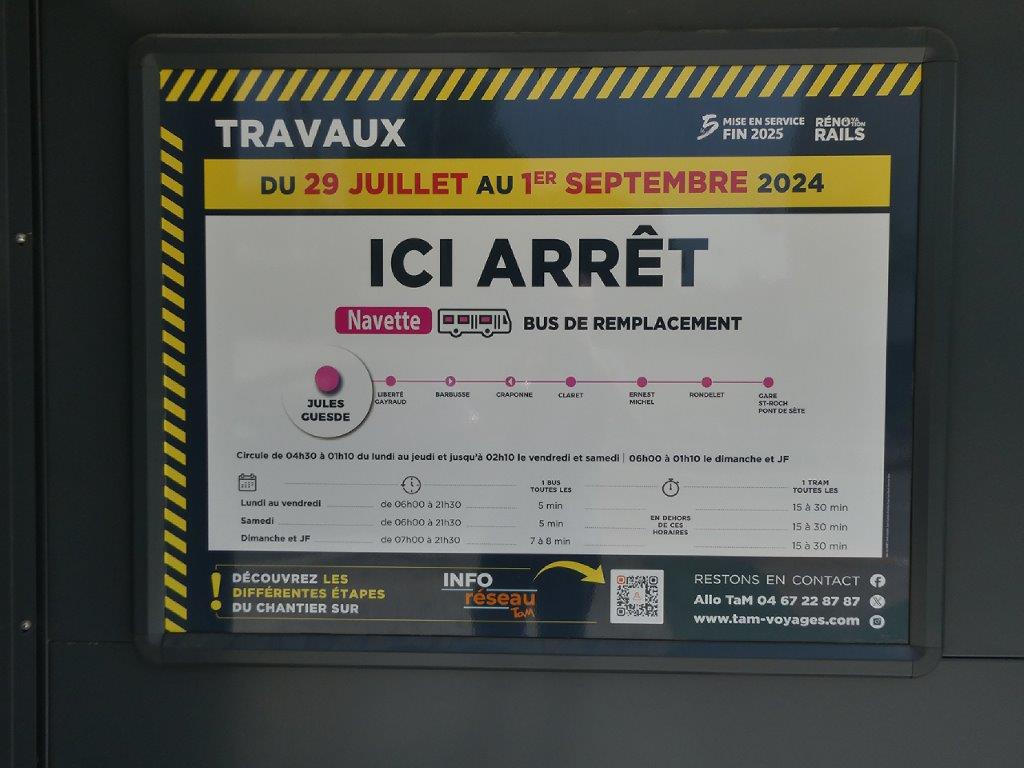 TRAVAUX
5 MISE EN SERVICE
FIN 2025
RÉNOVATION
RAILS
DU 29 JUILLET AU 1ER SEPTEMBRE 2024
ICI ARRÊT
Navette BUS DE REMPLACEMENT
JULES
GUESDE
LIBERTÉ
GAYRAUD
BARBUSSE
CRAPONNE
CLARET
ERNEST
MICHEL
RONDELET
GARE
ST-ROCH
PONT DE SÈTE
Circule de 04h30 à 01h10 du lundi au jeudi et jusqu'à 02h10 le vendredi et samedi | 06h00 à 01h10 le dimanche et JF
1 BUS
TOUTES LES
1 TRAM
TOUTES LES
Lundi au vendredi de 06h00 à 21h30 5 min 15 à 30 min
Samedi de 06h00 à 21h30 5 min 15 à 30 min
Dimanche et JF de 07h00 à 21h30 7 à 8 min 15 à 30 min
EN DEHORS
DE CES
HORAIRES
! DÉCOUVREZ LES
DIFFÉRENTES ÉTAPES
DU CHANTIER SUR
INFO
réseau
TaM
RESTONS EN CONTACT
Allo TaM 04 67 22 87 87
www.tam-voyages.com